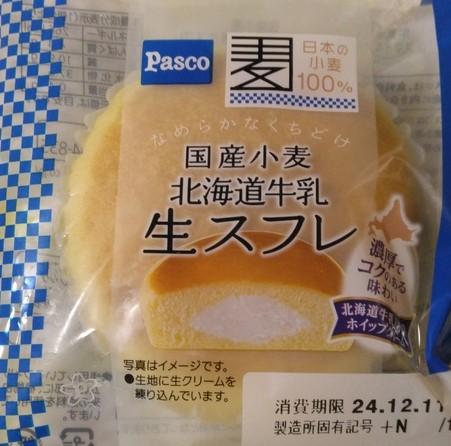 Pasco
麦
日本の
小麦
100%
なめらかなくちどけ
国産小麦
北海道牛乳
生スフレ
濃厚で
コクのある
味わい
北海道牛乳
ホイップ
写真はイメージです。
●生地に生クリームを
練り込んでいます。
消費期限 24.12.11
製造所固有記号 +N